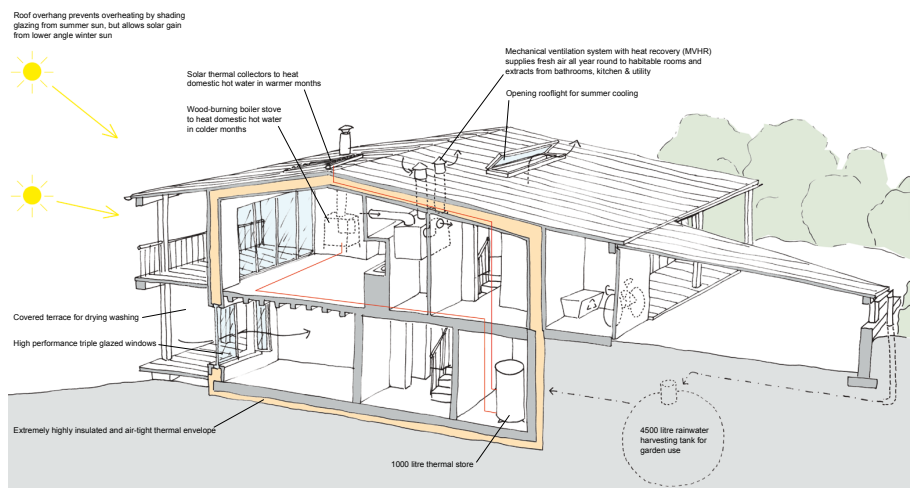 Roof overhang prevents overheating by shading
glazing from summer sun, but allows solar gain
from lower angle winter sun
Mechanical ventilation system with heat recovery (MVHR)
supplies fresh air all year round to habitable rooms and
extracts from bathrooms, kitchen & utility
Solar thermal collectors to heat
domestic hot water in warmer months
Opening rooflight for summer cooling
Wood-burning boiler stove
to heat domestic hot water
in colder months
Covered terrace for drying washing
High performance triple glazed windows
Extremely highly insulated and air-tight thermal envelope
1000 litre thermal store
4500 litre rainwater
harvesting tank for
garden use